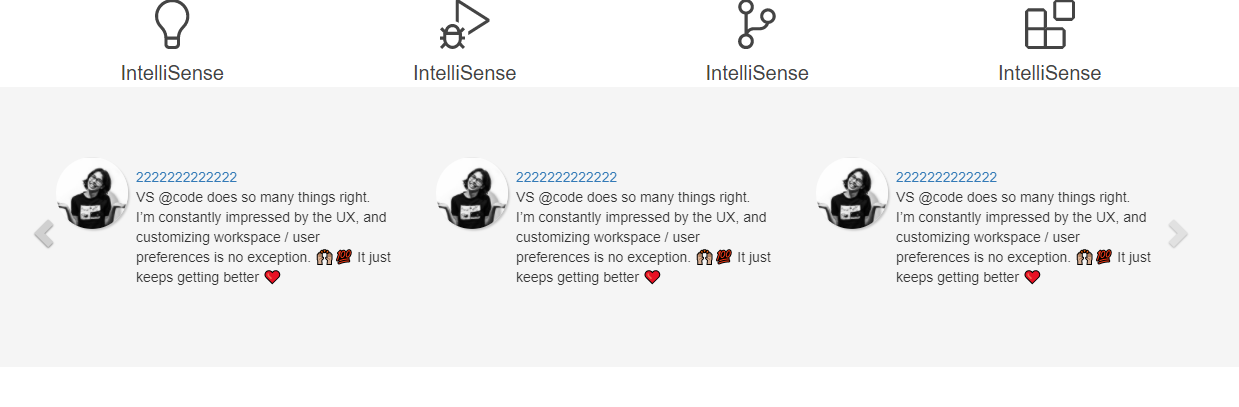 IntelliSense IntelliSense IntelliSense IntelliSense
2222222222222
VS @code does so many things right.
I'm constantly impressed by the UX, and
customizing workspace / user
preferences is no exception. 🙌🏽💯 It just
keeps getting better ❤️
2222222222222
VS @code does so many things right.
I'm constantly impressed by the UX, and
customizing workspace / user
preferences is no exception. 🙌🏽💯 It just
keeps getting better ❤️
2222222222222
VS @code does so many things right.
I'm constantly impressed by the UX, and
customizing workspace / user
preferences is no exception. 🙌🏽💯 It just
keeps getting better ❤️